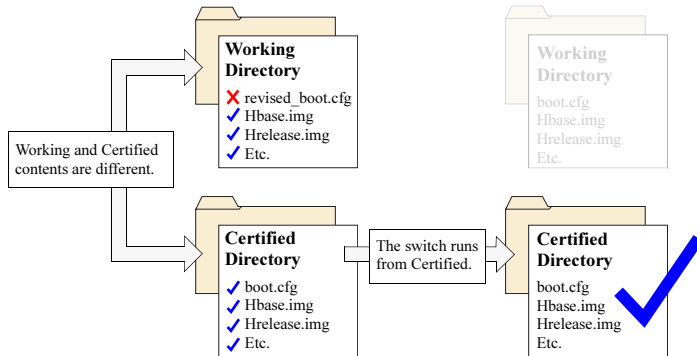 Working
Directory
revised_boot.cfg
Hbase.img
Hrelease.img
Etc.
Working
Directory
boot.cfg
Hbase.img
Hrelease.img
Etc.
Working and Certified
contents are different.
Certified
Directory
boot.cfg
Hbase.img
Hrelease.img
Etc.
The switch runs
from Certified.
Certified
Directory
boot.cfg
Hbase.img
Hrelease.img
Etc.